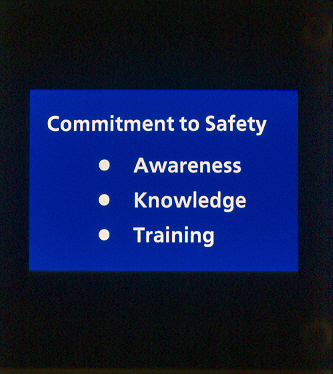 Commitment to Safety
● Awareness
● Knowledge
● Training